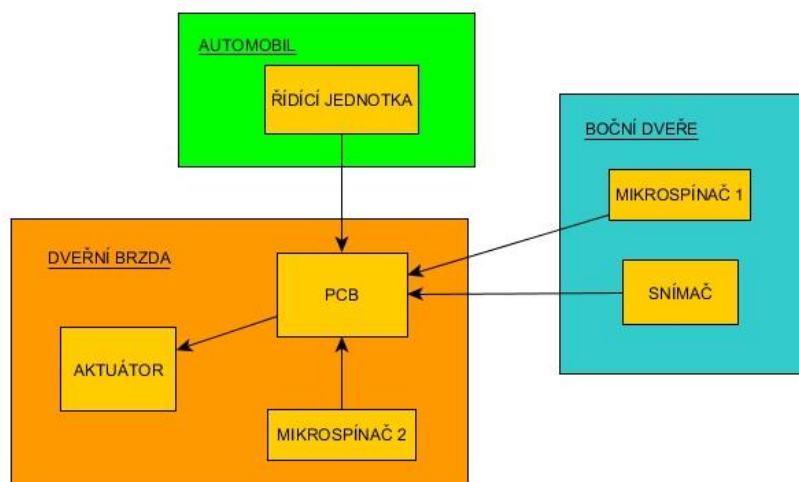 AUTOMOBIL
ŘÍDÍCÍ JEDNOTKA
BOČNÍ DVEŘE
MIKROSPÍNAČ 1
SNÍMAČ
DVEŘNÍ BRZDA
PCB
AKTUÁTOR
MIKROSPÍNAČ 2